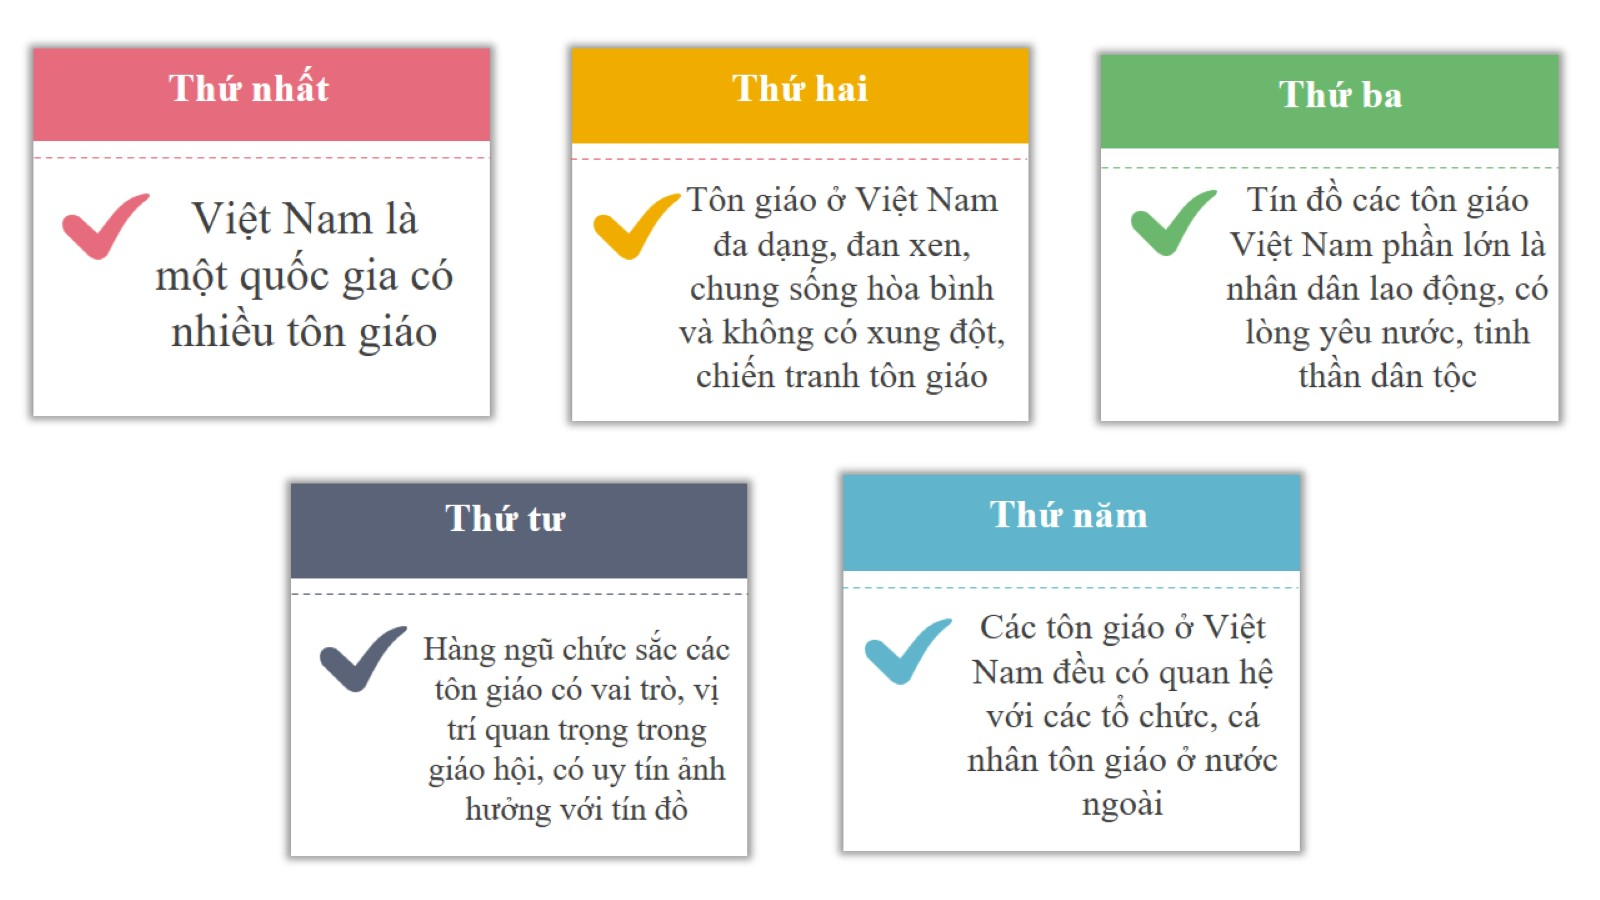 Thứ nhất
Việt Nam là
một quốc gia có
nhiều tôn giáo
Thứ hai
Tôn giáo ở Việt Nam
đa dạng, đan xen,
chung sống hòa bình
và không có xung đột,
chiến tranh tôn giáo
Thứ ba
Tín đồ các tôn giáo
Việt Nam phần lớn là
nhân dân lao động, có
lòng yêu nước, tinh
thần dân tộc
Thứ tư
Hàng ngũ chức sắc các
tôn giáo có vai trò, vị
trí quan trọng trong
giáo hội, có uy tín ảnh
hưởng với tín đồ
Thứ năm
Các tôn giáo ở Việt
Nam đều có quan hệ
với các tổ chức, cá
nhân tôn giáo ở nước
ngoài